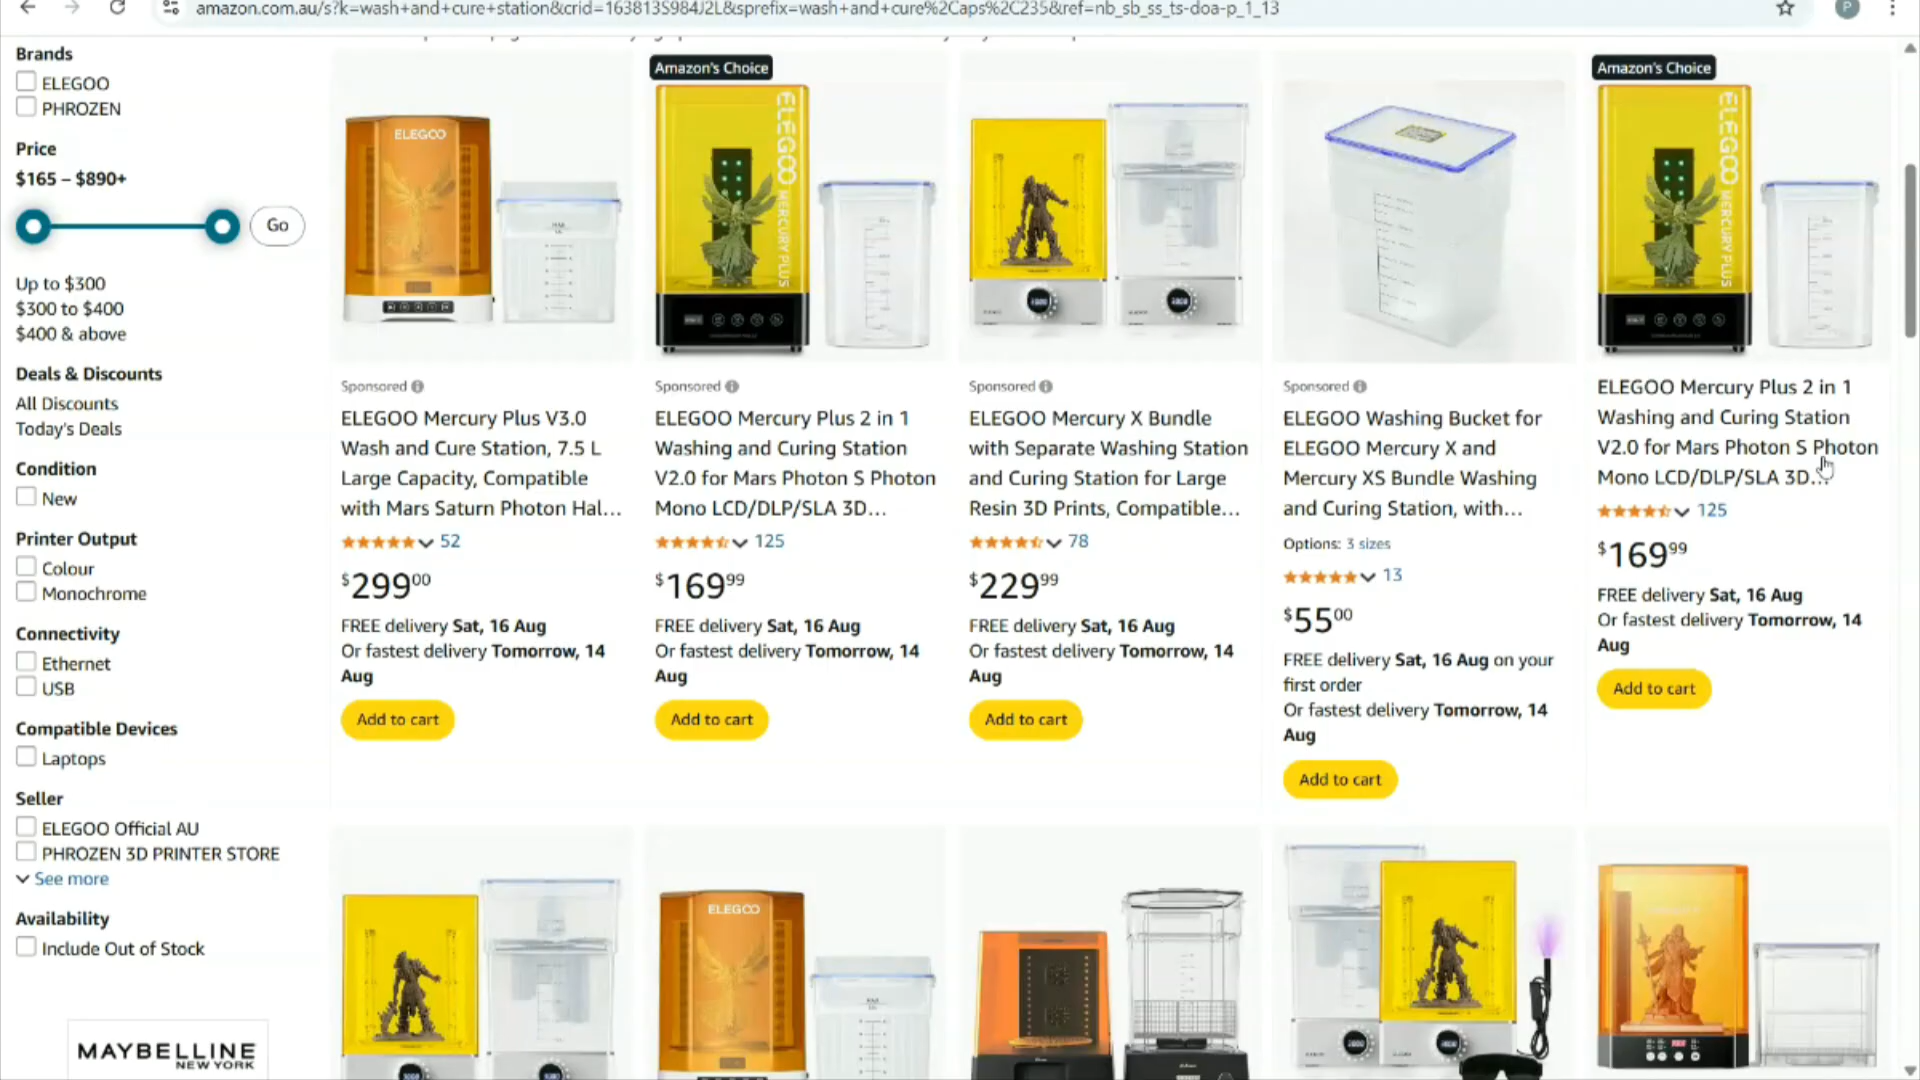 amazon.com.au/s?k=wash+and+cure+station&crid=1638135984J2L&sprefix=wash+and+cure%2Caps%2C235&ref=nb_sb_ss_ts-doa-p_1_13
P
Brands
ELEGOO
PHROZEN
Price
$165 – $890+
Go
Up to $300
$300 to $400
$400 & above
Deals & Discounts
All Discounts
Today's Deals
Condition
New
Printer Output
Colour
Monochrome
Connectivity
Ethernet
USB
Compatible Devices
Laptops
Seller
ELEGOO Official AU
PHROZEN 3D PRINTER STORE
See more
Availability
Include Out of Stock
MAYBELLINE
NEW YORK
ELEGOO
Sponsored
ELEGOO Mercury Plus V3.0
Wash and Cure Station, 7.5 L
Large Capacity, Compatible
with Mars Saturn Photon Hal...
52
$29900
FREE delivery Sat, 16 Aug
Or fastest delivery Tomorrow, 14
Aug
Add to cart
Amazon's Choice
ELEGOO MERCURY PLUS
Sponsored
ELEGOO Mercury Plus 2 in 1
Washing and Curing Station
V2.0 for Mars Photon S Photon
Mono LCD/DLP/SLA 3D...
125
$16999
FREE delivery Sat, 16 Aug
Or fastest delivery Tomorrow, 14
Aug
Add to cart
Sponsored
ELEGOO Mercury X Bundle
with Separate Washing Station
and Curing Station for Large
Resin 3D Prints, Compatible...
78
$22999
FREE delivery Sat, 16 Aug
Or fastest delivery Tomorrow, 14
Aug
Add to cart
Sponsored
ELEGOO Washing Bucket for
ELEGOO Mercury X and
Mercury XS Bundle Washing
and Curing Station, with...
Options: 3 sizes
13
$5500
FREE delivery Sat, 16 Aug on your
first order
Or fastest delivery Tomorrow, 14
Aug
Add to cart
Amazon's Choice
ELEGOO MERCURY PLUS
ELEGOO Mercury Plus 2 in 1
Washing and Curing Station
V2.0 for Mars Photon S Photon
Mono LCD/DLP/SLA 3D...
125
$16999
FREE delivery Sat, 16 Aug
Or fastest delivery Tomorrow, 14
Aug
Add to cart
ELEGOO